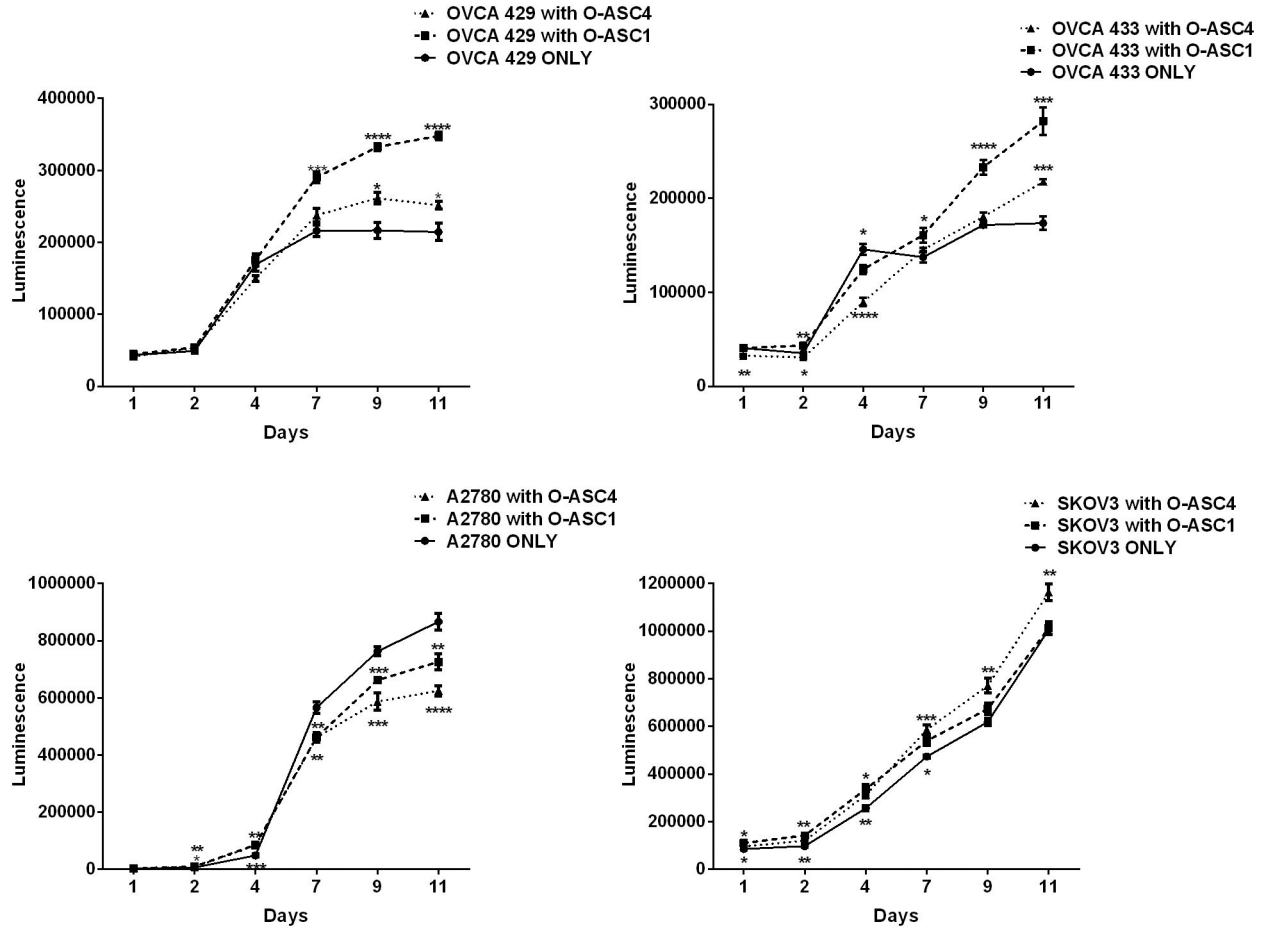 OVCA 429 with O-ASC4
OVCA 429 with O-ASC1
OVCA 429 ONLY
400000
300000
200000
100000
0
Luminescence
*** **** ****
* *
1 2 4 7 9 11
Days
OVCA 433 with O-ASC4
OVCA 433 with O-ASC1
OVCA 433 ONLY
300000
200000
100000
0
Luminescence
***
****
***
* *
**** **
** *
1 2 4 7 9 11
Days
A2780 with O-ASC4
A2780 with O-ASC1
A2780 ONLY
1000000
800000
600000
400000
200000
0
Luminescence
**
***
****
** ***
**
** **
* ***
1 2 4 7 9 11
Days
SKOV3 with O-ASC4
SKOV3 with O-ASC1
SKOV3 ONLY
1200000
1000000
800000
600000
400000
200000
0
Luminescence
**
**
***
* *
* ** **
* **
1 2 4 7 9 11
Days